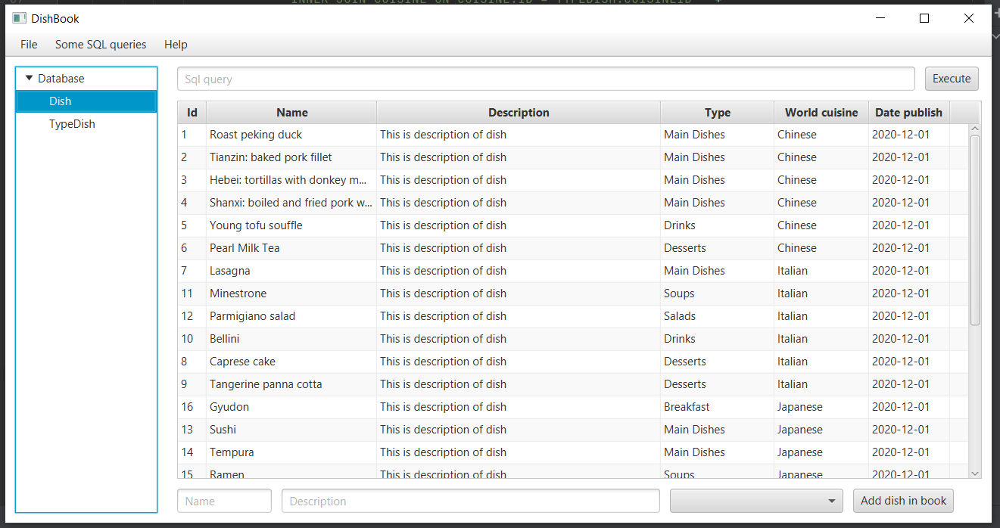 INNER JOIN CUISINE ON CUISINE.ID = TYPEDISH.CUISINEID +
DishBook
File Some SQL queries Help
Database
Dish
TypeDish
Sql query Execute
Id Name Description Type World cuisine Date publish
1 Roast peking duck This is description of dish Main Dishes Chinese 2020-12-01
2 Tianzin: baked pork fillet This is description of dish Main Dishes Chinese 2020-12-01
3 Hebei: tortillas with donkey m... This is description of dish Main Dishes Chinese 2020-12-01
4 Shanxi: boiled and fried pork w... This is description of dish Main Dishes Chinese 2020-12-01
5 Young tofu souffle This is description of dish Drinks Chinese 2020-12-01
6 Pearl Milk Tea This is description of dish Desserts Chinese 2020-12-01
7 Lasagna This is description of dish Main Dishes Italian 2020-12-01
11 Minestrone This is description of dish Soups Italian 2020-12-01
12 Parmigiano salad This is description of dish Salads Italian 2020-12-01
10 Bellini This is description of dish Drinks Italian 2020-12-01
8 Caprese cake This is description of dish Desserts Italian 2020-12-01
9 Tangerine panna cotta This is description of dish Desserts Italian 2020-12-01
16 Gyudon This is description of dish Breakfast Japanese 2020-12-01
13 Sushi This is description of dish Main Dishes Japanese 2020-12-01
14 Tempura This is description of dish Main Dishes Japanese 2020-12-01
15 Ramen This is description of dish Soups Japanese 2020-12-01
Name Description Add dish in book